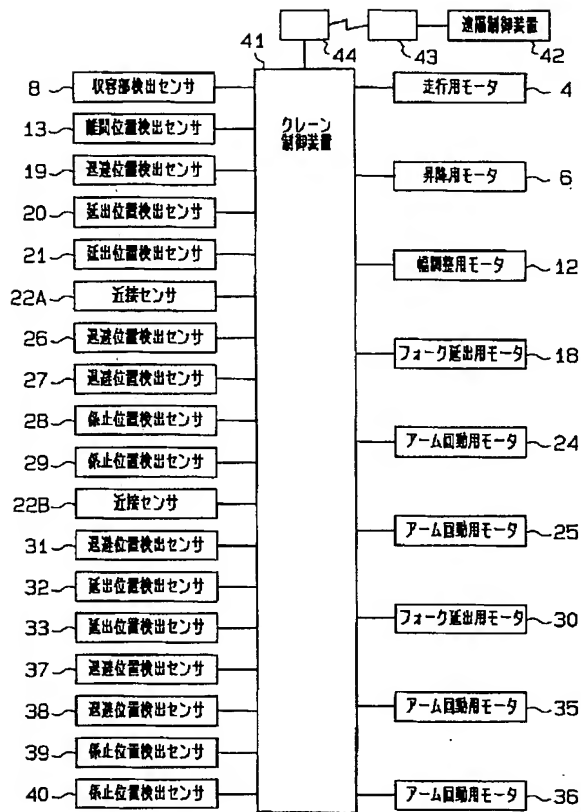 41
44
43
遠隔制御装置
42
クレーン
制御装置
8 収容部検出センサ
13 離間位置検出センサ
19 退避位置検出センサ
20 延出位置検出センサ
21 延出位置検出センサ
22A 近接センサ
26 退避位置検出センサ
27 退避位置検出センサ
28 係止位置検出センサ
29 係止位置検出センサ
22B 近接センサ
31 退避位置検出センサ
32 延出位置検出センサ
33 延出位置検出センサ
37 退避位置検出センサ
38 退避位置検出センサ
39 係止位置検出センサ
40 係止位置検出センサ
走行用モータ 4
昇降用モータ 6
幅調整用モータ 12
フォーク延出用モータ 18
アーム回動用モータ 24
アーム回動用モータ 25
フォーク延出用モータ 30
アーム回動用モータ 35
アーム回動用モータ 36